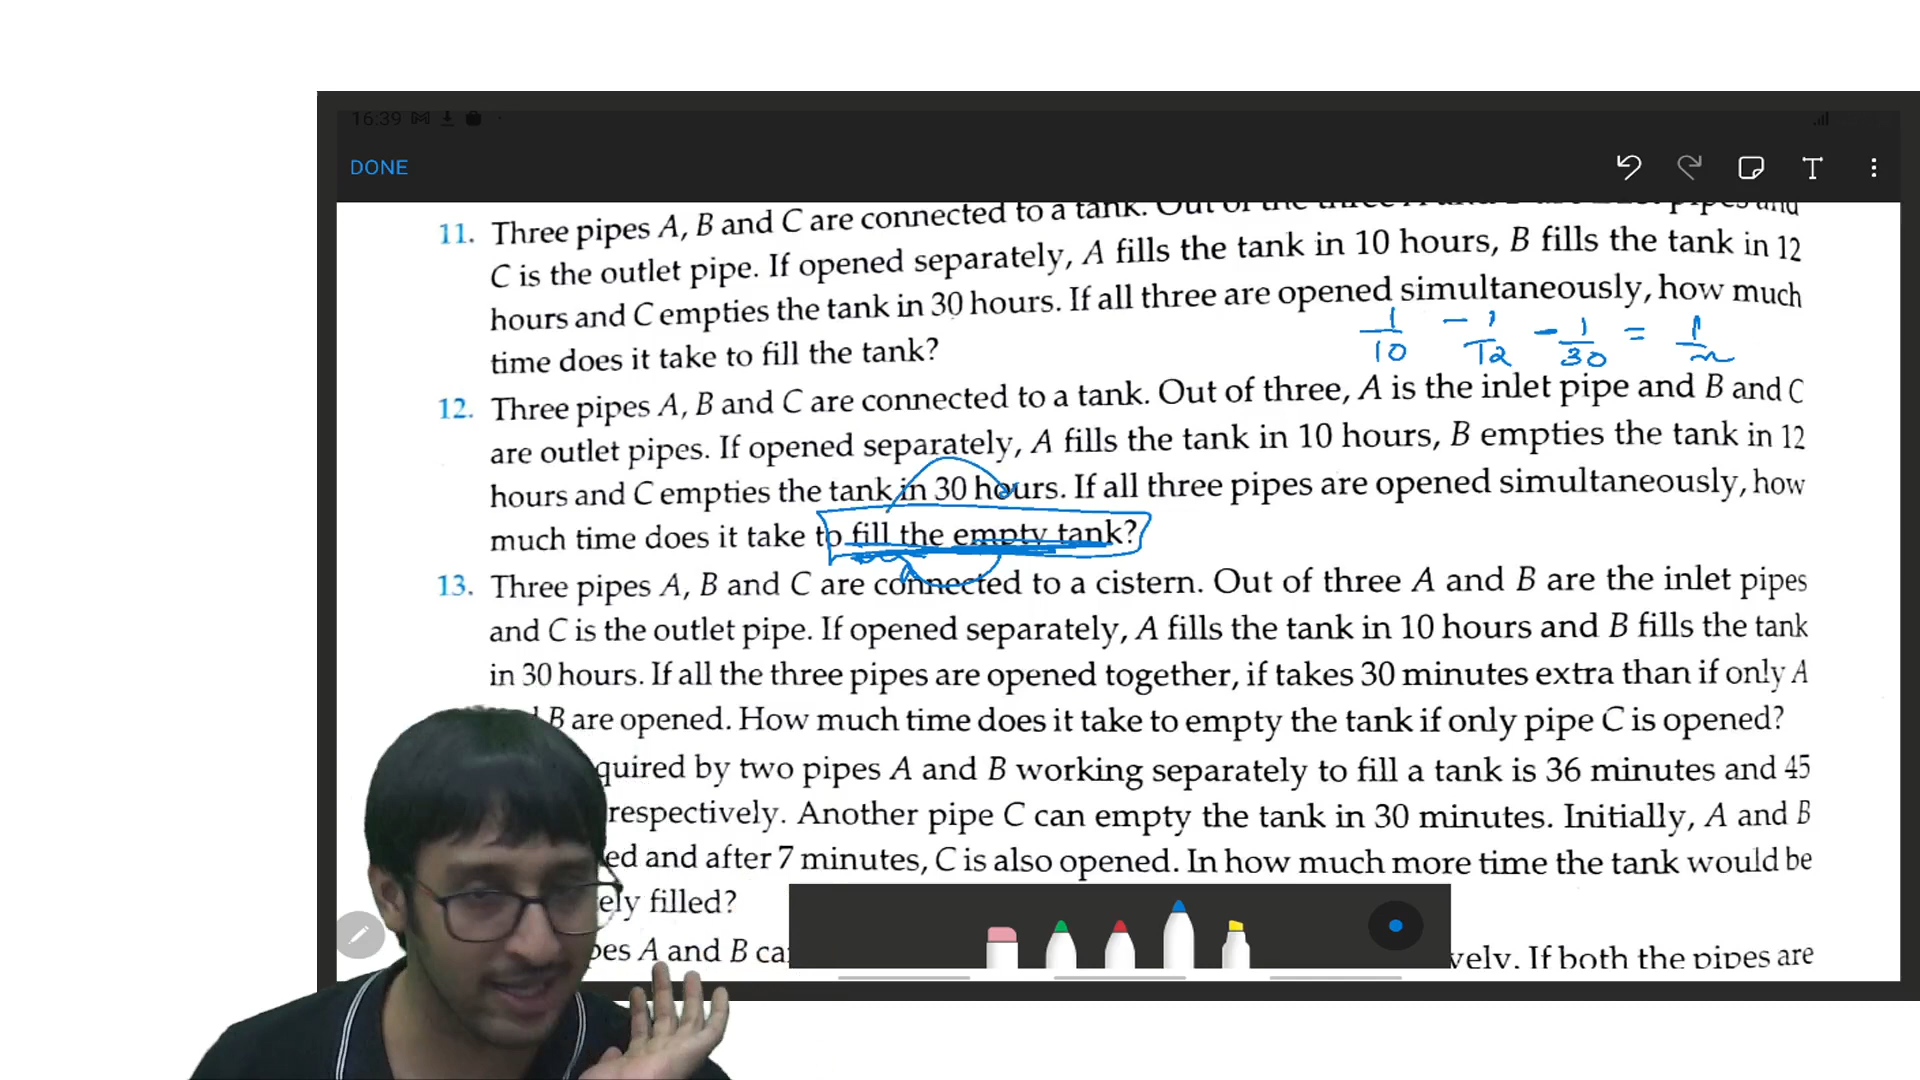 16:39
DONE
T
11. Three pipes A, B and C are connected to a tank. Out of the three A and B are inlet pipes and
C is the outlet pipe. If opened separately, A fills the tank in 10 hours, B fills the tank in 12
hours and C empties the tank in 30 hours. If all three are opened simultaneously, how much
time does it take to fill the tank?
1/10 - 1/12 - 1/30 = 1/x
12. Three pipes A, B and C are connected to a tank. Out of three, A is the inlet pipe and B and C
are outlet pipes. If opened separately, A fills the tank in 10 hours, B empties the tank in 12
hours and C empties the tank in 30 hours. If all three pipes are opened simultaneously, how
much time does it take to fill the empty tank?
13. Three pipes A, B and C are connected to a cistern. Out of three A and B are the inlet pipes
and C is the outlet pipe. If opened separately, A fills the tank in 10 hours and B fills the tank
in 30 hours. If all the three pipes are opened together, if takes 30 minutes extra than if only A
B are opened. How much time does it take to empty the tank if only pipe C is opened?
quired by two pipes A and B working separately to fill a tank is 36 minutes and 45
respectively. Another pipe C can empty the tank in 30 minutes. Initially, A and B
ed and after 7 minutes, C is also opened. In how much more time the tank would be
ely filled?
pes A and B ca vely. If both the pipes are